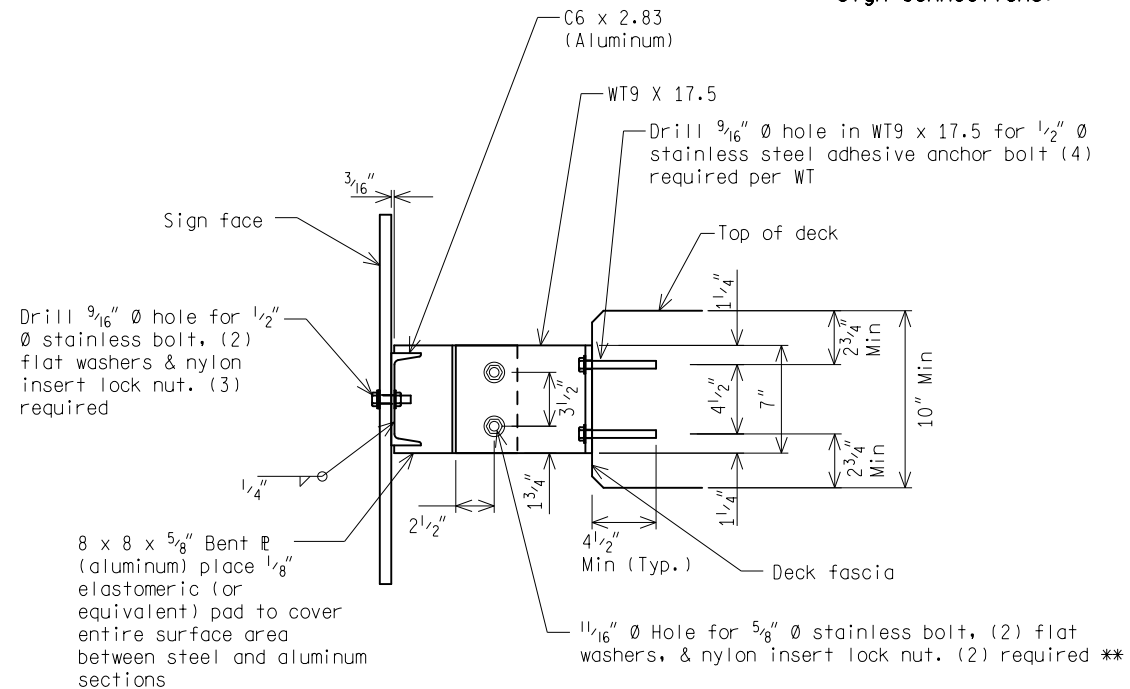 Sign Connections.
C6 x 2.83
(Aluminum)
WT9 X 17.5
Drill 9/16" Ø hole in WT9 x 17.5 for 1/2" Ø
stainless steel adhesive anchor bolt (4)
required per WT
3/16"
Sign face
Top of deck
1 1/4"
Drill 9/16" Ø hole for 1/2"
Ø stainless bolt, (2)
flat washers & nylon
insert lock nut. (3)
required
2 3/4"
Min
3 1/2"
4 1/2"
7"
10" Min
2 3/4"
Min
1/4"
2 1/2"
1 3/4"
1 1/4"
4 1/2"
Min (Typ.)
Deck fascia
8 x 8 x 5/8" Bent PL
(aluminum) place 1/8"
elastomeric (or
equivalent) pad to cover
entire surface area
between steel and aluminum
sections
11/16" Ø Hole for 5/8" Ø stainless bolt, (2) flat
washers, & nylon insert lock nut. (2) required **